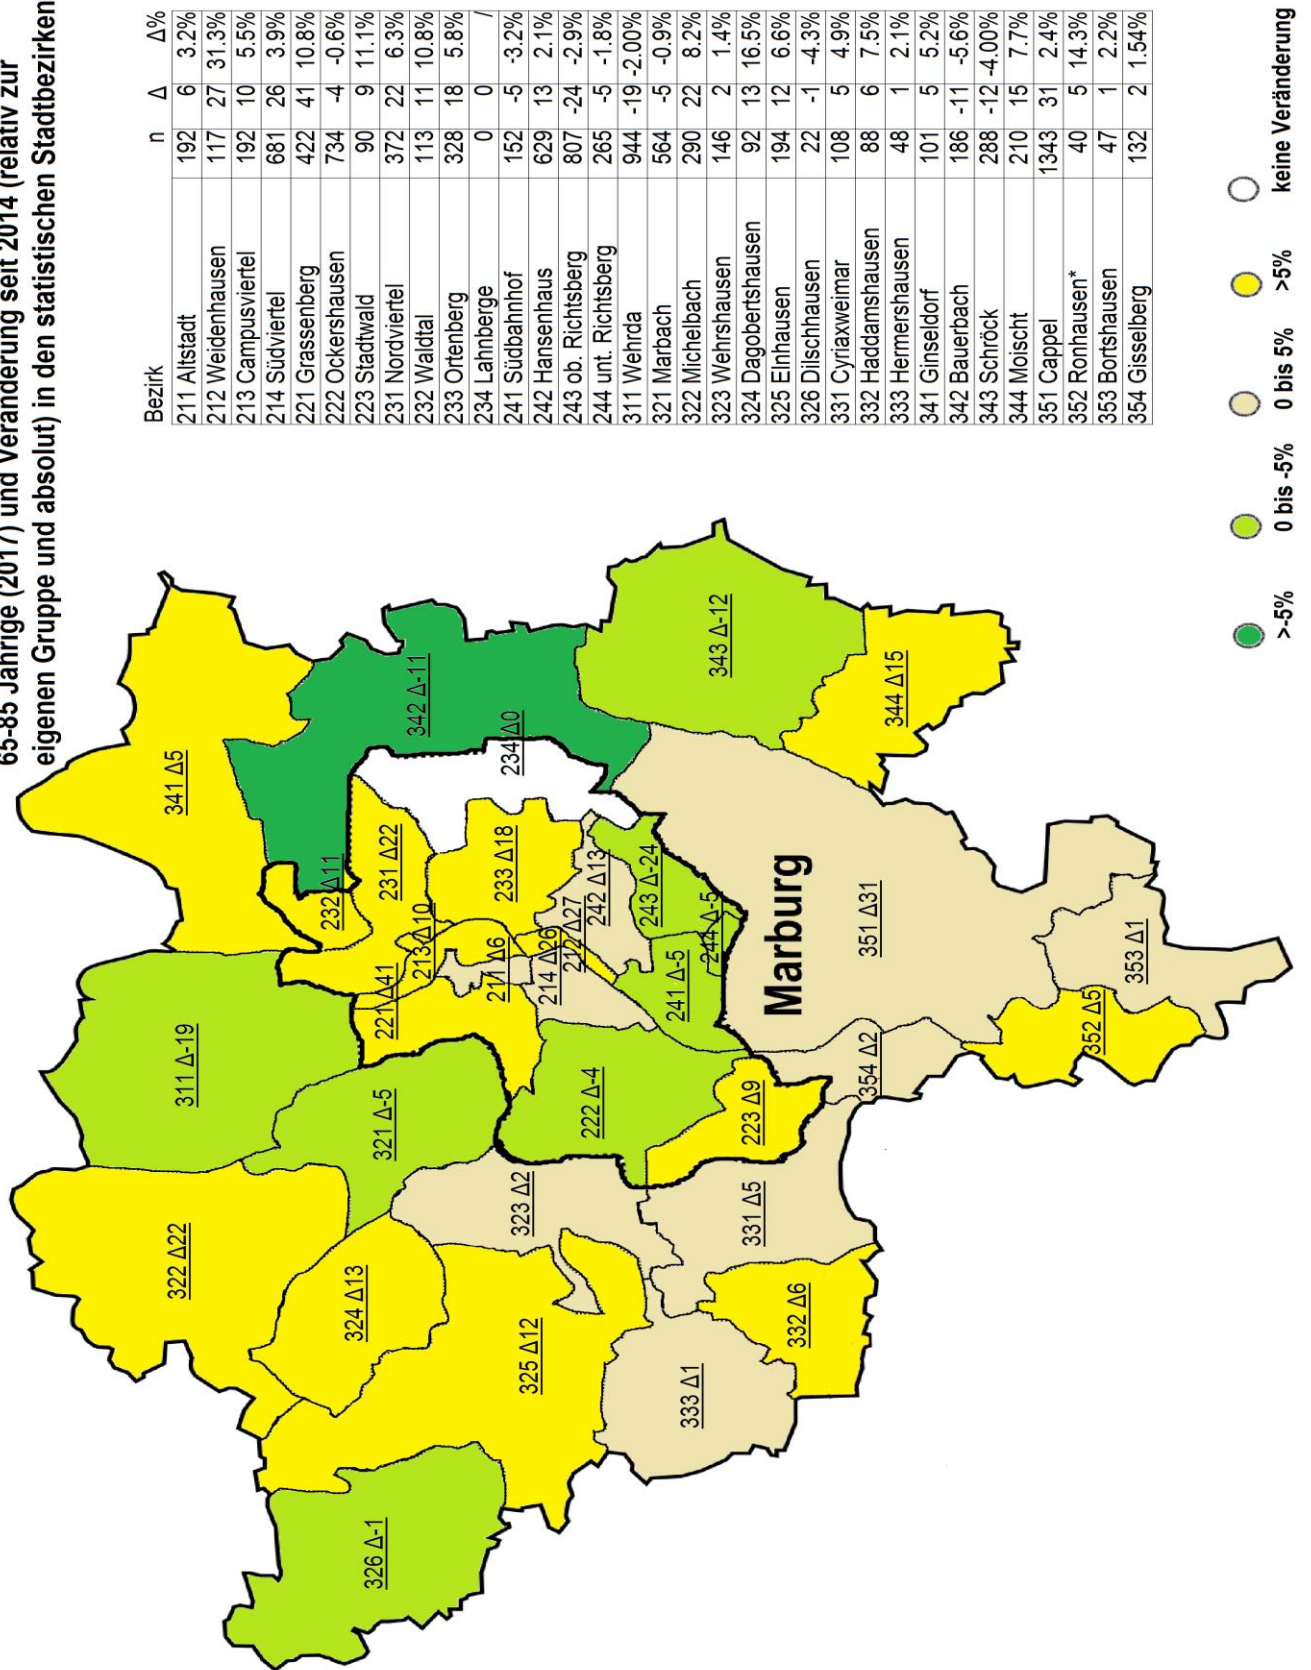 65-85 Jährige (2017) und Veränderung seit 2014 (relativ zur
eigenen Gruppe und absolut) in den statistischen Stadtbezirken
Bezirk n Δ Δ%
211 Altstadt 192 6 3.2%
212 Weidenhausen 117 27 31.3%
213 Campusviertel 192 10 5.5%
214 Südviertel 681 26 3.9%
221 Grassenberg 422 41 10.8%
222 Ockershausen 734 -4 -0.6%
223 Stadtwald 90 9 11.1%
231 Nordviertel 372 22 6.3%
232 Waldtal 113 11 10.8%
233 Ortenberg 328 18 5.8%
234 Lahnberge 0 0 /
241 Südbahnhof 152 -5 -3.2%
242 Hansenhaus 629 13 2.1%
243 ob. Richtsberg 807 -24 -2.9%
244 unt. Richtsberg 265 -5 -1.8%
311 Wehrda 944 -19 -2.00%
321 Marbach 564 -5 -0.9%
322 Michelbach 290 22 8.2%
323 Wehrshausen 146 2 1.4%
324 Dagobertshausen 92 13 16.5%
325 Elnhausen 194 12 6.6%
326 Dilschhausen 22 -1 -4.3%
331 Cyriaxweimar 108 5 4.9%
332 Haddamshausen 88 6 7.5%
333 Hermershausen 48 1 2.1%
341 Ginseldorf 101 5 5.2%
342 Bauerbach 186 -11 -5.6%
343 Schröck 288 -12 -4.00%
344 Moischt 210 15 7.7%
351 Cappel 1343 31 2.4%
352 Ronhausen* 40 5 14.3%
353 Bortshausen 47 1 2.2%
354 Gisselberg 132 2 1.54%
341 Δ5
322 Δ22
311 Δ-19
232 Δ11
324 Δ13
326 Δ-1
321 Δ-5
221 Δ41
231 Δ22
342 Δ-11
213 Δ10
211 Δ6
233 Δ18
234 Δ0
323 Δ2
325 Δ12
214 Δ26
212 Δ27
242 Δ13
222 Δ-4
243 Δ-24
241 Δ-5
244 Δ-5
333 Δ1
343 Δ-12
223 Δ9
331 Δ5
332 Δ6
Marburg
354 Δ2
351 Δ31
344 Δ15
352 Δ5
353 Δ1
>-5%
0 bis -5%
0 bis 5%
>5%
keine Veränderung